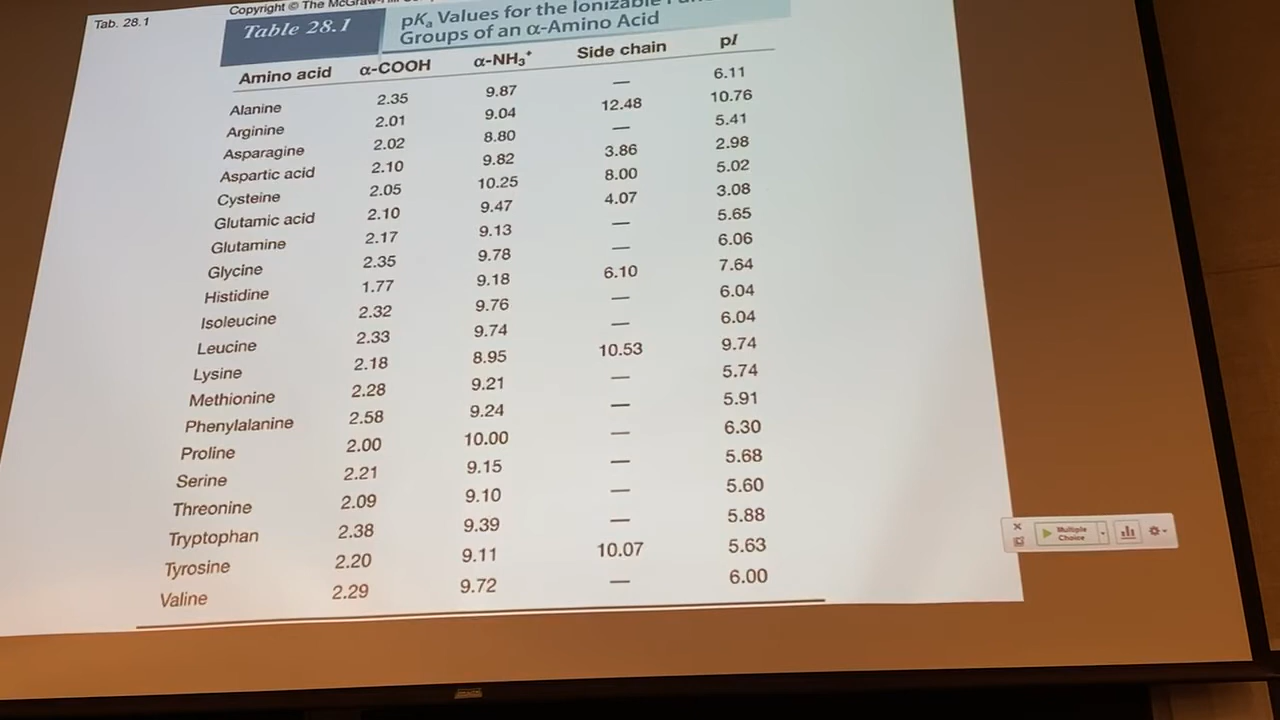 Tab. 28.1
Copyright © The McGraw-Hill
Table 28.1
pKa Values for the Ionizable
Groups of an α-Amino Acid
Amino acid α-COOH α-NH3+ Side chain pI
Alanine 2.35 9.87 — 6.11
Arginine 2.01 9.04 12.48 10.76
Asparagine 2.02 8.80 — 5.41
Aspartic acid 2.10 9.82 3.86 2.98
Cysteine 2.05 10.25 8.00 5.02
Glutamic acid 2.10 9.47 4.07 3.08
Glutamine 2.17 9.13 — 5.65
Glycine 2.35 9.78 — 6.06
Histidine 1.77 9.18 6.10 7.64
Isoleucine 2.32 9.76 — 6.04
Leucine 2.33 9.74 — 6.04
Lysine 2.18 8.95 10.53 9.74
Methionine 2.28 9.21 — 5.74
Phenylalanine 2.58 9.24 — 5.91
Proline 2.00 10.00 — 6.30
Serine 2.21 9.15 — 5.68
Threonine 2.09 9.10 — 5.60
Tryptophan 2.38 9.39 — 5.88
Tyrosine 2.20 9.11 10.07 5.63
Valine 2.29 9.72 — 6.00
Multiple
Choice